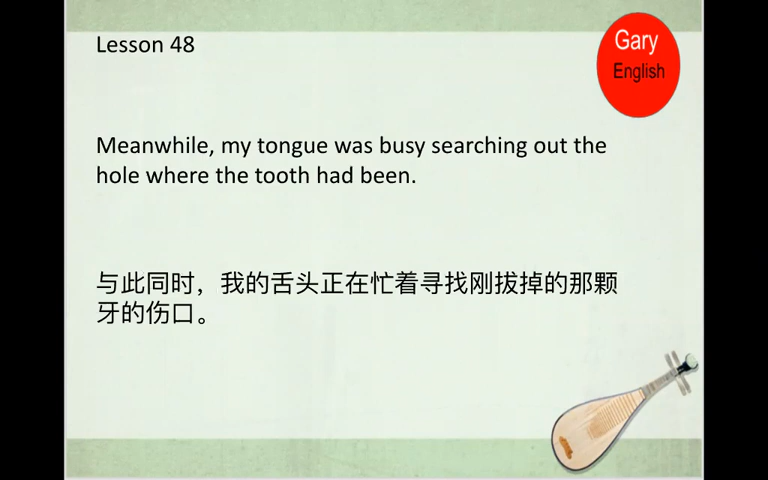 Lesson 48
Gary
English
Meanwhile, my tongue was busy searching out the
hole where the tooth had been.
与此同时，我的舌头正在忙着寻找刚拔掉的那颗
牙的伤口。